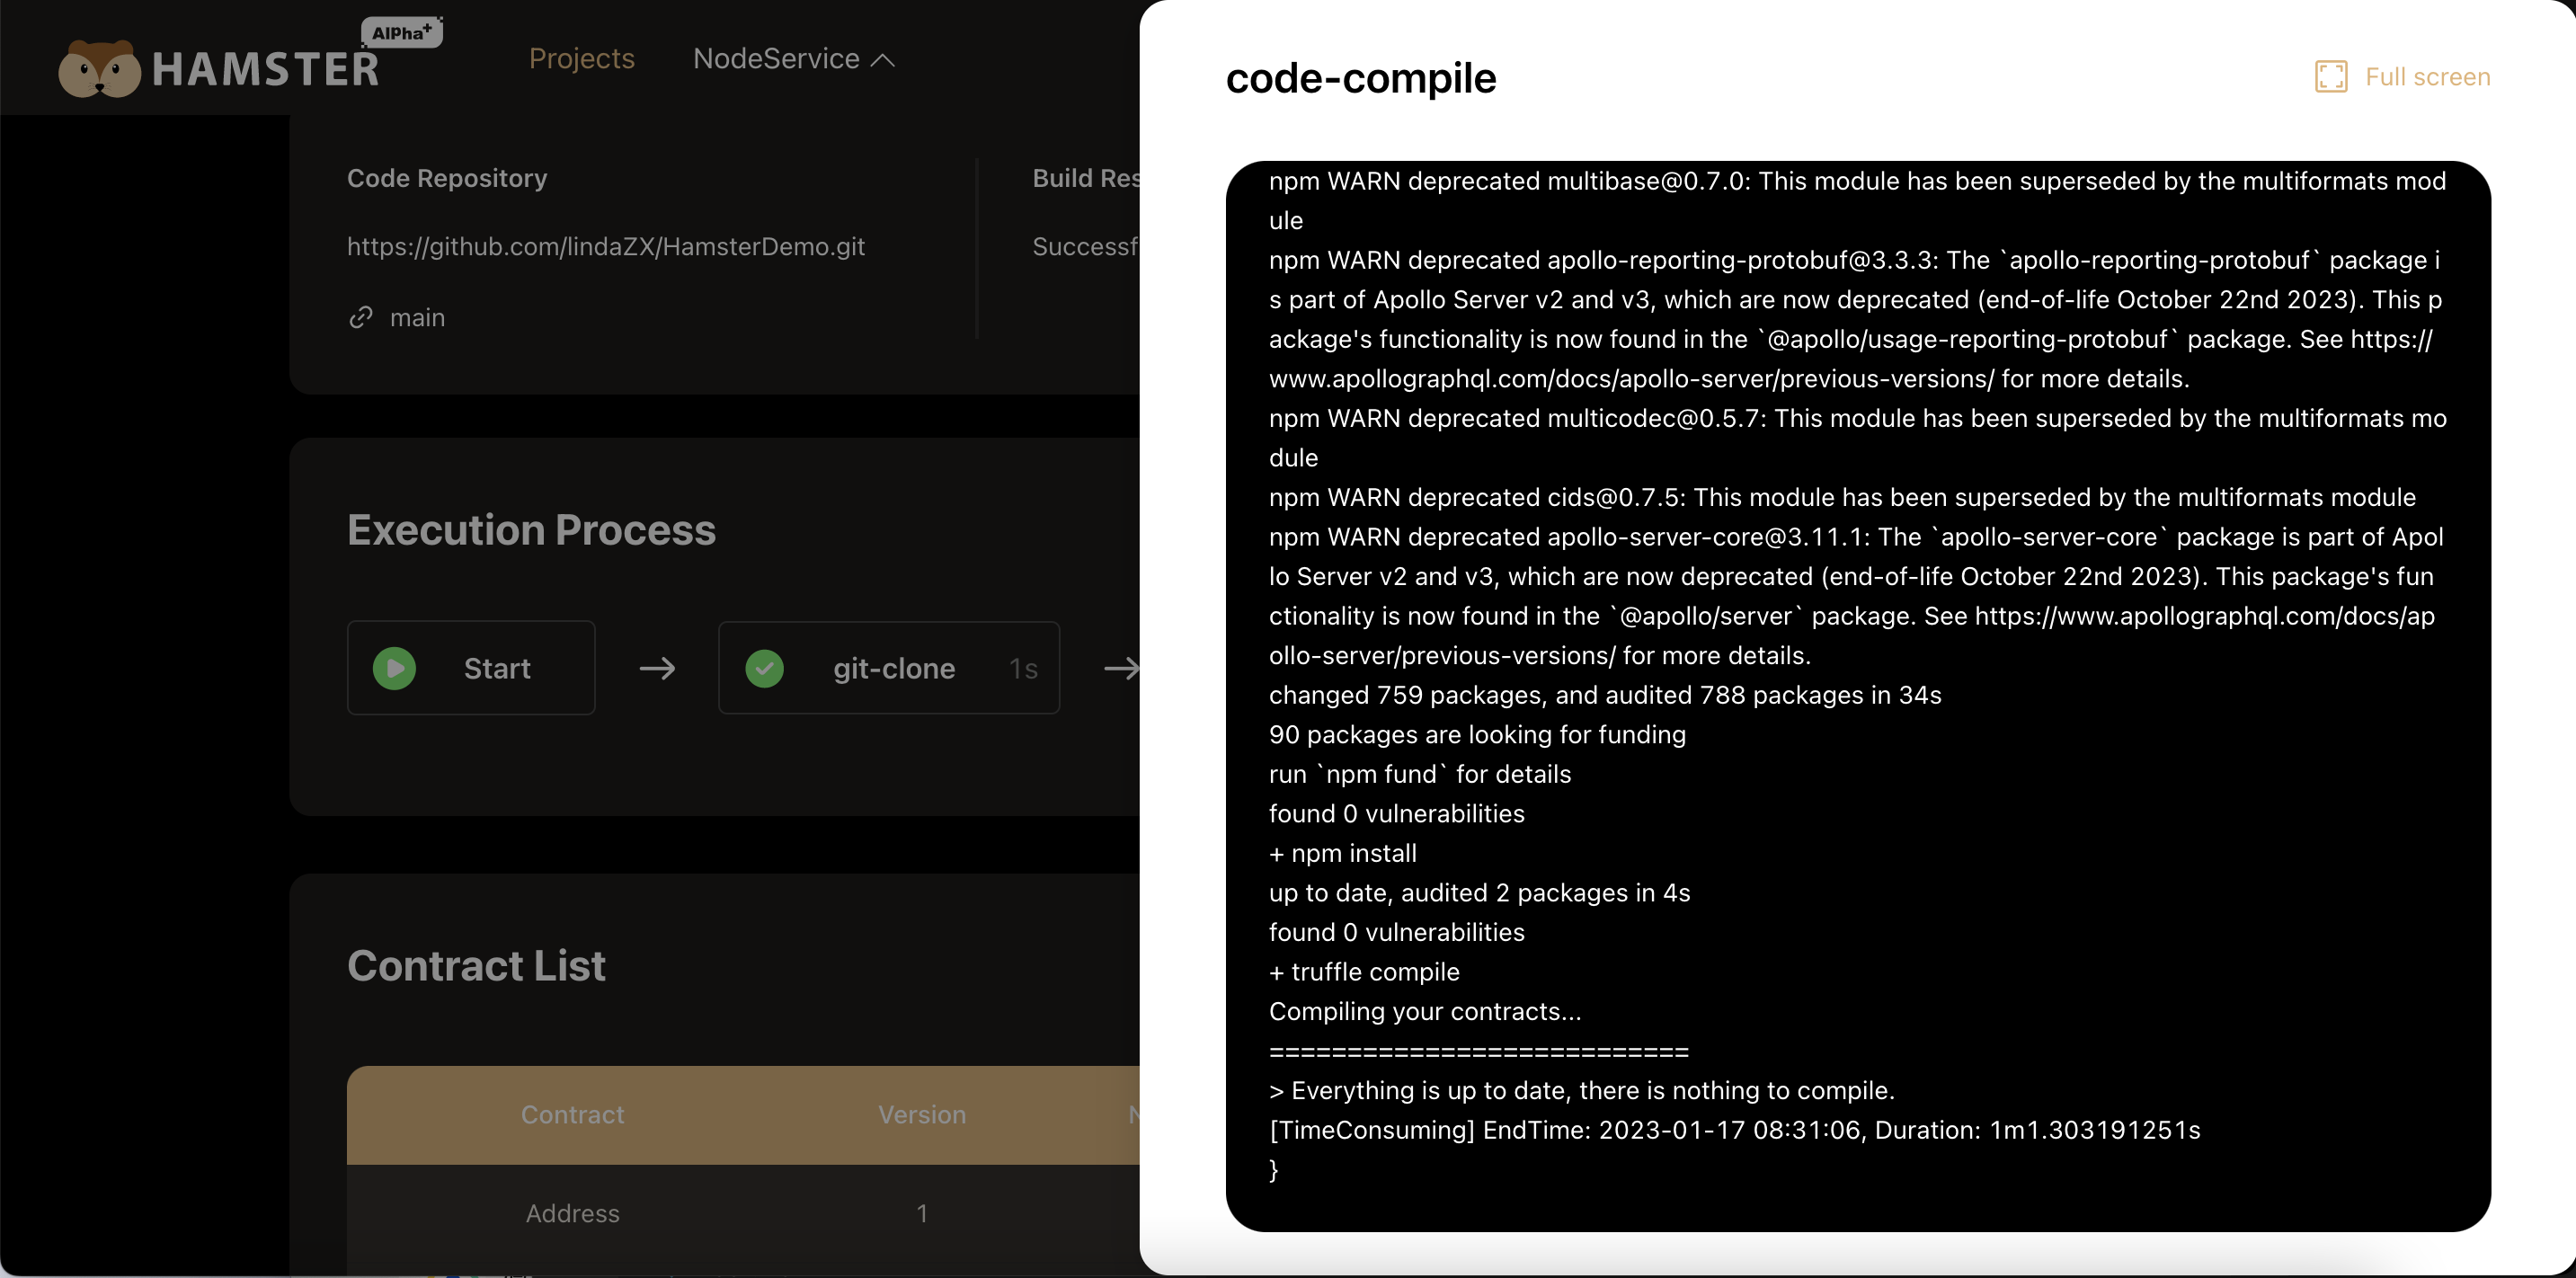 HAMSTER
AlPha+
Projects
NodeService
Code Repository
https://github.com/lindaZX/HamsterDemo.git
main
Build Res
Successf
Execution Process
Start
git-clone
1s
Contract List
Contract
Version
N
Address
1
code-compile
Full screen
npm WARN deprecated multibase@0.7.0: This module has been superseded by the multiformats mod
ule
npm WARN deprecated apollo-reporting-protobuf@3.3.3: The `apollo-reporting-protobuf` package i
s part of Apollo Server v2 and v3, which are now deprecated (end-of-life October 22nd 2023). This p
ackage's functionality is now found in the `@apollo/usage-reporting-protobuf` package. See https://
www.apollographql.com/docs/apollo-server/previous-versions/ for more details.
npm WARN deprecated multicodec@0.5.7: This module has been superseded by the multiformats mo
dule
npm WARN deprecated cids@0.7.5: This module has been superseded by the multiformats module
npm WARN deprecated apollo-server-core@3.11.1: The `apollo-server-core` package is part of Apol
lo Server v2 and v3, which are now deprecated (end-of-life October 22nd 2023). This package's fun
ctionality is now found in the `@apollo/server` package. See https://www.apollographql.com/docs/ap
ollo-server/previous-versions/ for more details.
changed 759 packages, and audited 788 packages in 34s
90 packages are looking for funding
run `npm fund` for details
found 0 vulnerabilities
+ npm install
up to date, audited 2 packages in 4s
found 0 vulnerabilities
+ truffle compile
Compiling your contracts...
===========================
> Everything is up to date, there is nothing to compile.
[TimeConsuming] EndTime: 2023-01-17 08:31:06, Duration: 1m1.303191251s
}